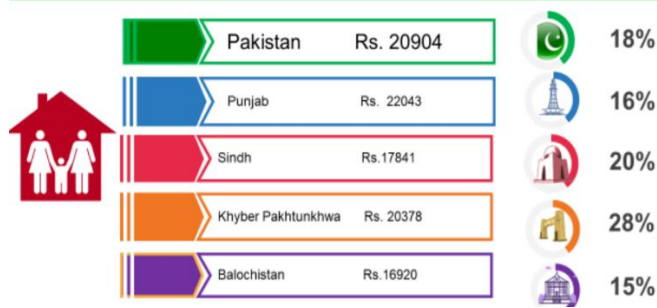 Pakistan Rs. 20904 18%
Punjab Rs. 22043 16%
Sindh Rs.17841 20%
Khyber Pakhtunkhwa Rs. 20378 28%
Balochistan Rs.16920 15%